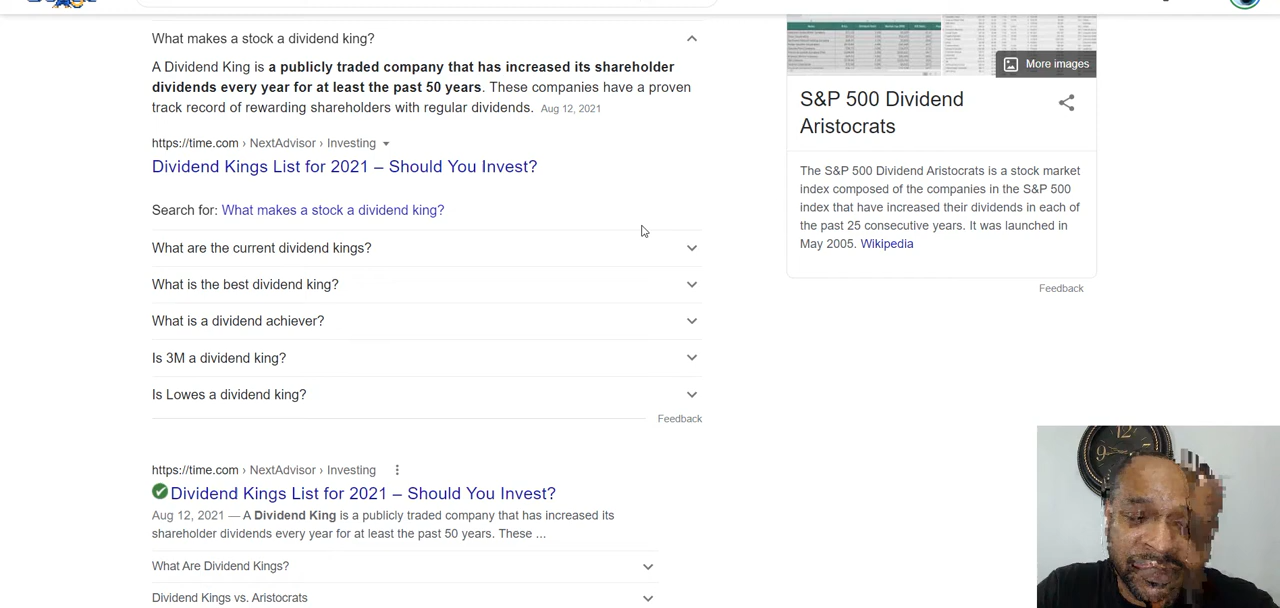 What makes a stock a dividend king?
A Dividend King is a publicly traded company that has increased its shareholder
dividends every year for at least the past 50 years. These companies have a proven
track record of rewarding shareholders with regular dividends. Aug 12, 2021
https://time.com › NextAdvisor › Investing
Dividend Kings List for 2021 – Should You Invest?
Search for: What makes a stock a dividend king?
What are the current dividend kings?
What is the best dividend king?
What is a dividend achiever?
Is 3M a dividend king?
Is Lowes a dividend king?
Feedback
https://time.com › NextAdvisor › Investing
Dividend Kings List for 2021 – Should You Invest?
Aug 12, 2021 — A Dividend King is a publicly traded company that has increased its
shareholder dividends every year for at least the past 50 years. These ...
What Are Dividend Kings?
Dividend Kings vs. Aristocrats
More images
S&P 500 Dividend
Aristocrats
The S&P 500 Dividend Aristocrats is a stock market
index composed of the companies in the S&P 500
index that have increased their dividends in each of
the past 25 consecutive years. It was launched in
May 2005. Wikipedia
Feedback
12
9